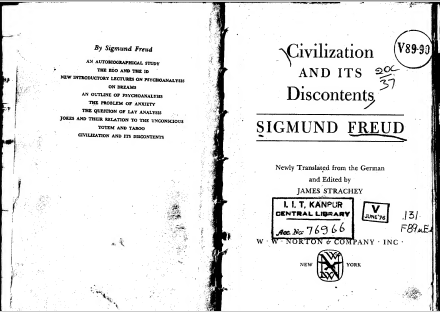 By Sigmund Freud
AN AUTOBIOGRAPHICAL STUDY
THE EGO AND THE ID
NEW INTRODUCTORY LECTURES ON PSYCHOANALYSIS
ON DREAMS
AN OUTLINE OF PSYCHOANALYSIS
THE PROBLEM OF ANXIETY
THE QUESTION OF LAY ANALYSIS
JOKES AND THEIR RELATION TO THE UNCONSCIOUS
TOTEM AND TABOO
CIVILIZATION AND ITS DISCONTENTS
Civilization
V89-90
AND ITS
Discontents
37
SIGMUND FREUD
Newly Translated from the German
and Edited by
JAMES STRACHEY
I. I. T. KANPUR
CENTRAL LIBRARY
Acc. No. 76966
V
JUNE '76
131.
W · W · NORTON & COMPANY · INC ·
NEW YORK